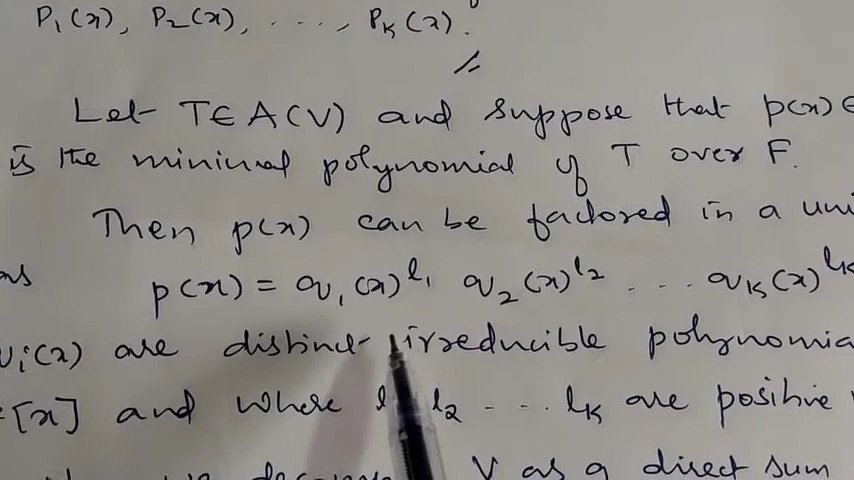 P₁(x), P₂(x), ...., Pₖ(x).
Let T∈A(V) and suppose that p(x)∈
is the minimal polynomial of T over F.
Then p(x) can be factored in a uni
as
p(x) = q₁(x)^l₁ q₂(x)^l₂ ... qₖ(x)^lₖ
qᵢ(x) are distinct irreducible polynomia
F[x] and where l₂ ... lₖ are positive
V as a direct sum